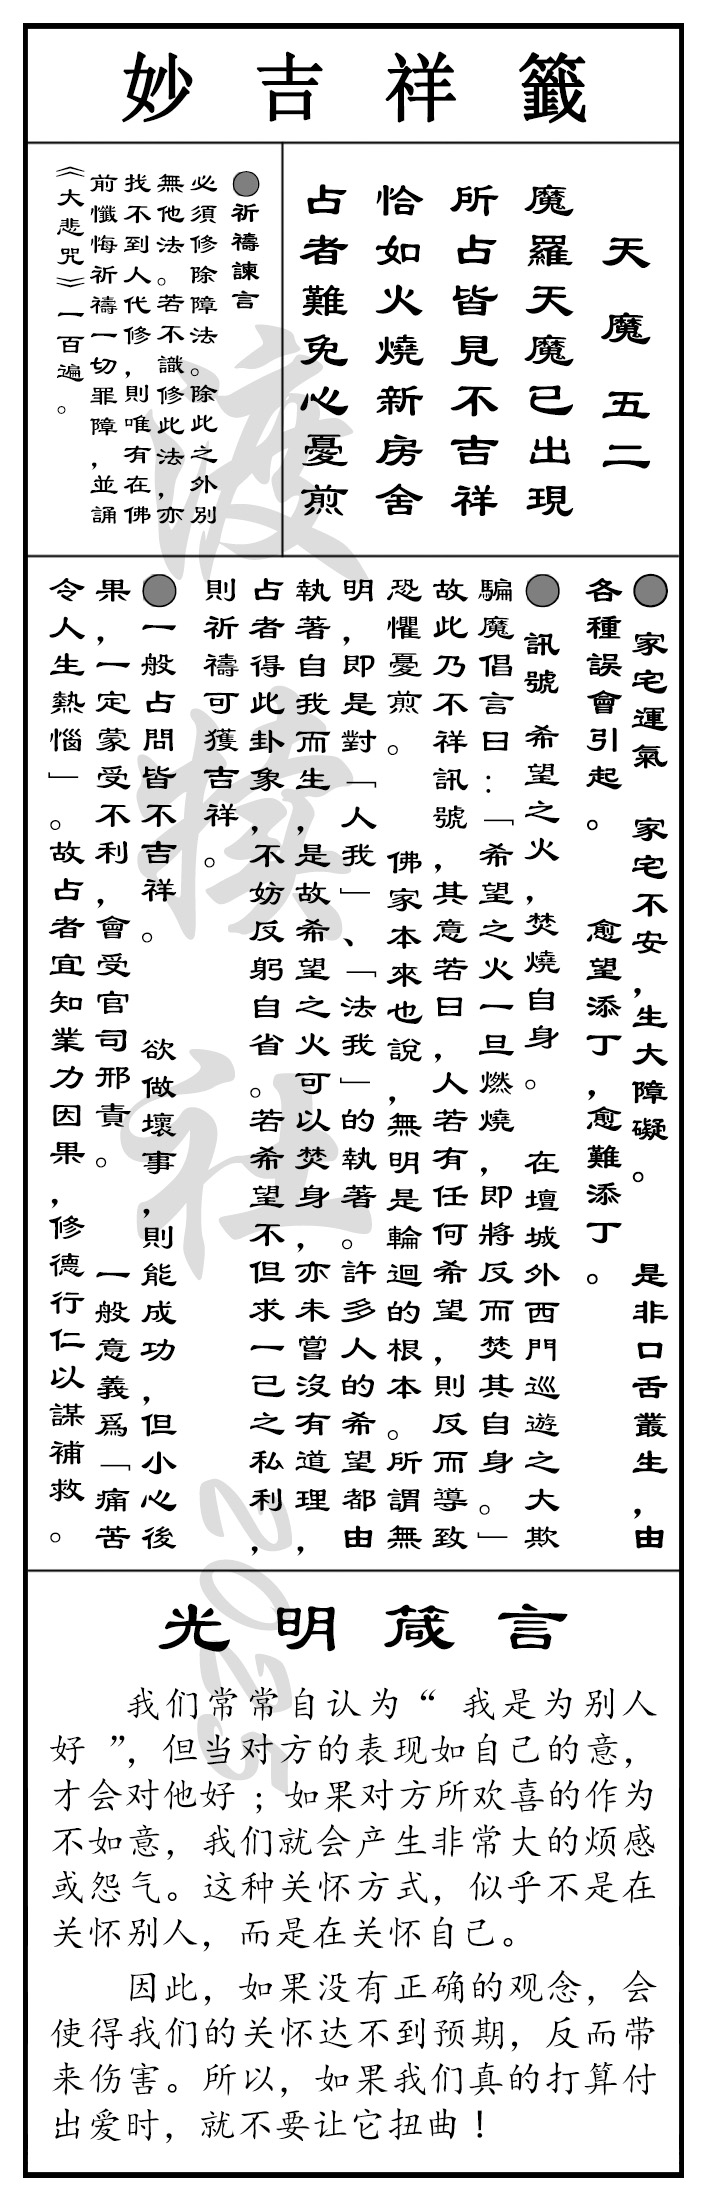 妙吉祥籤
天魔五二
魔羅天魔已出現
所占皆見不吉祥
恰如火燒新房舍
占者難免心憂煎
●祈禱諫言
必須修除障法。除此之外別
無他法。若不識修此法，亦
找不到人代修，則唯有在佛
前懺悔祈禱一切罪障，並誦
《大悲咒》一百遍。
● 家宅運氣 家宅不安，生大障礙。 是非口舌叢生，由
各種誤會引起。 愈望添丁，愈難添丁。
● 訊號 希望之火，焚燒自身。 在壇城外西門巡遊之大欺
騙魔倡言曰：「希望之火一旦燃燒，即將反而焚其自身。」
故此乃不祥訊號，其意若曰，人若有任何希望，則反而導致
恐懼憂煎。 佛家本來也說，無明是輪迴的根本。所謂無
明，即是對「人我」、「法我」的執著。許多人的希望都由
執著自我而生，是故希望之火可以焚身，亦未嘗沒有道理，
占者得此卦象，不妨反躬自省。若希望不但求一己之私利，
則祈禱可獲吉祥。
●一般占問皆不吉祥。 欲做壞事，則能成功，但小心後
果，一定蒙受不利，會受官司邢責。 一般意義爲「痛苦
令人生熱惱」。故占者宜知業力因果，修德行仁以謀補救。
光明箴言
我们常常自认为“ 我是为别人
好 ”，但当对方的表现如自己的意，
才会对他好；如果对方所欢喜的作为
不如意，我们就会产生非常大的烦感
或怨气。这种关怀方式，似乎不是在
关怀别人，而是在关怀自己。
因此，如果没有正确的观念，会
使得我们的关怀达不到预期，反而带
来伤害。所以，如果我们真的打算付
出爱时，就不要让它扭曲！
渡殯社
2025